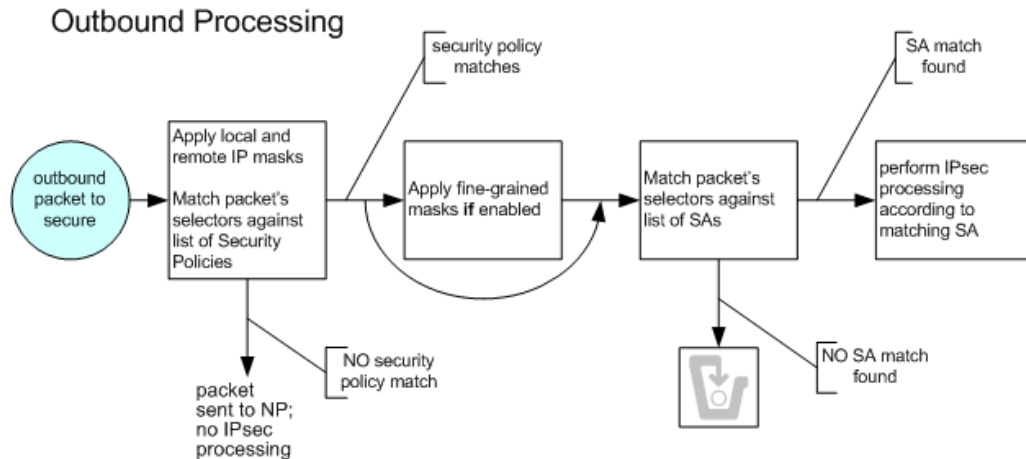 Outbound Processing
security policy
matches
SA match
found
outbound
packet to
secure
Apply local and
remote IP masks
Match packet's
selectors against
list of Security
Policies
Apply fine-grained
masks if enabled
Match packet's
selectors against
list of SAs
perform IPsec
processing
according to
matching SA
NO security
policy match
packet
sent to NP;
no IPsec
processing
NO SA match
found